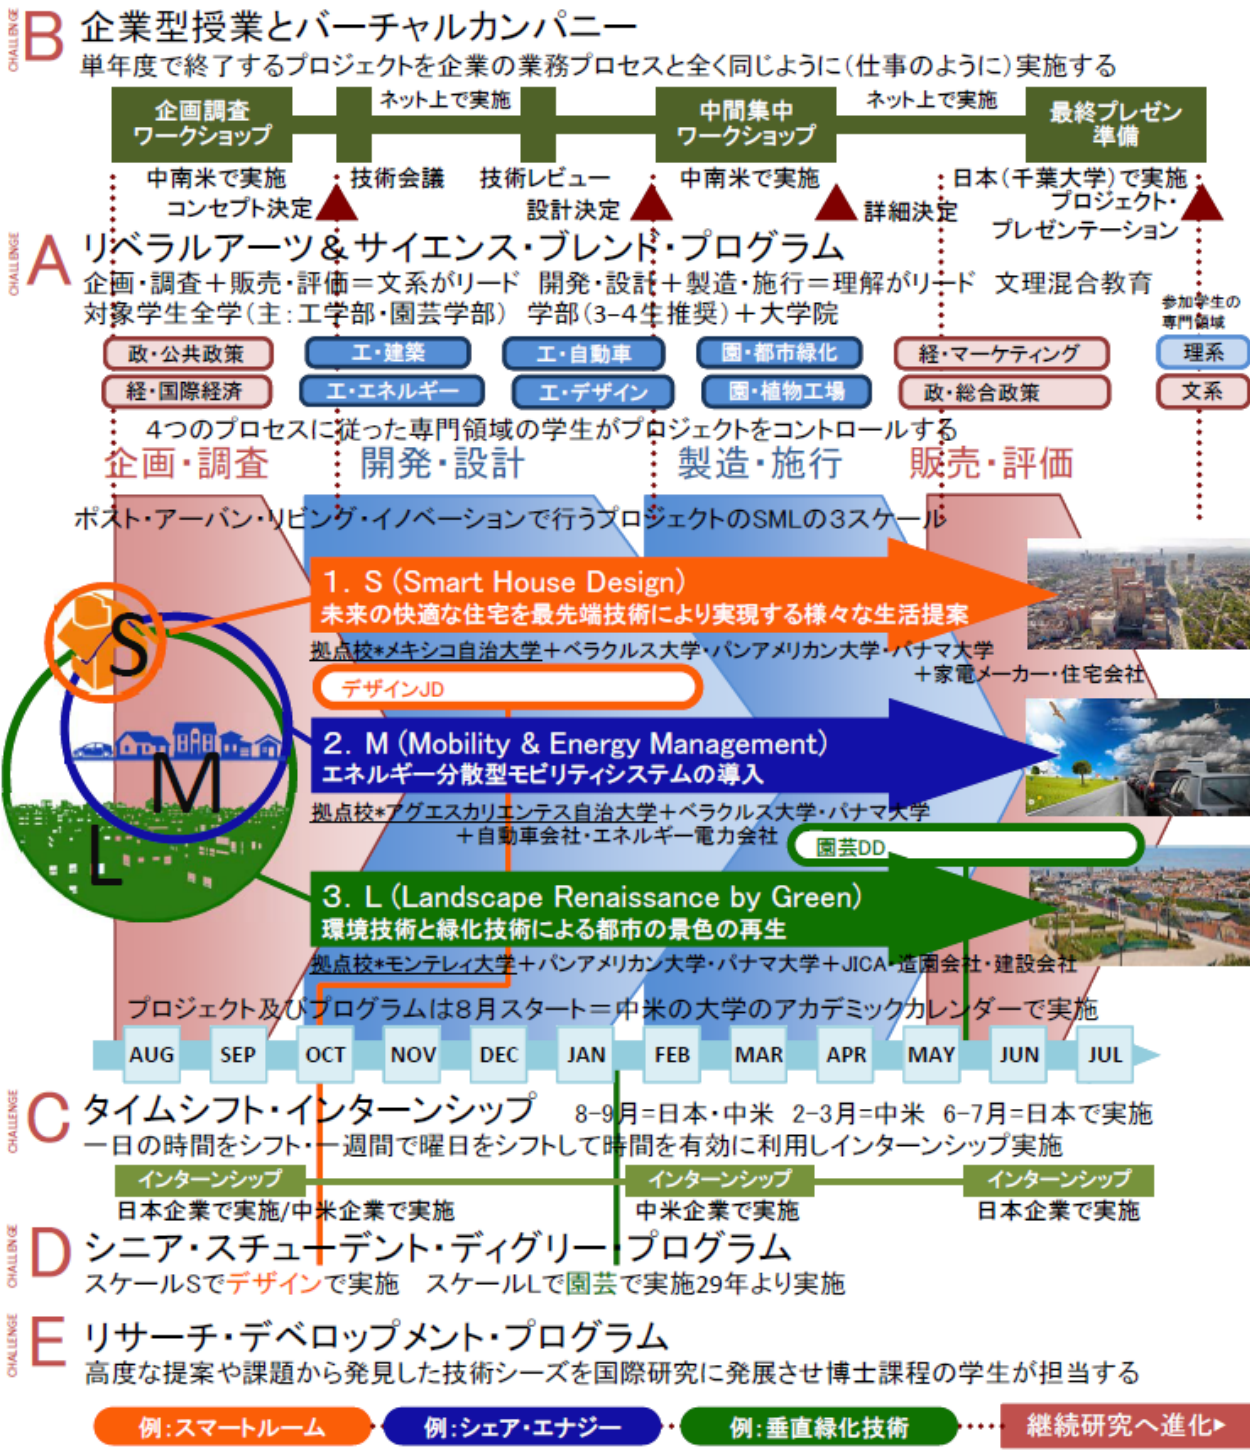 CHALLENGE
B 企業型授業とバーチャルカンパニー
単年度で終了するプロジェクトを企業の業務プロセスと全く同じように(仕事のように)実施する
企画調査
ワークショップ
ネット上で実施
中間集中
ワークショップ
ネット上で実施
最終プレゼン
準備
中南米で実施
技術会議
技術レビュー
中南米で実施
日本(千葉大学)で実施
コンセプト決定
設計決定
詳細決定
プロジェクト・
プレゼンテーション
CHALLENGE
A リベラルアーツ&サイエンス・ブレンド・プログラム
企画・調査+販売・評価=文系がリード 開発・設計+製造・施行=理解がリード 文理混合教育
対象学生全学(主:工学部・園芸学部) 学部(3-4生推奨)+大学院
参加学生の
専門領域
政・公共政策
工・建築
工・自動車
園・都市緑化
経・マーケティング
理系
経・国際経済
工・エネルギー
工・デザイン
園・植物工場
政・総合政策
文系
4つのプロセスに従った専門領域の学生がプロジェクトをコントロールする
企画・調査
開発・設計
製造・施行
販売・評価
ポスト・アーバン・リビング・イノベーションで行うプロジェクトのSMLの3スケール
S
M
L
1. S (Smart House Design)
未来の快適な住宅を最先端技術により実現する様々な生活提案
拠点校*メキシコ自治大学+ベラクルス大学・パンアメリカン大学・パナマ大学
+家電メーカー・住宅会社
デザインJD
2. M (Mobility & Energy Management)
エネルギー分散型モビリティシステムの導入
拠点校*アグエスカリエンテス自治大学+ベラクルス大学・パナマ大学
+自動車会社・エネルギー電力会社
園芸DD
3. L (Landscape Renaissance by Green)
環境技術と緑化技術による都市の景色の再生
拠点校*モンテレィ大学+パンアメリカン大学・パナマ大学+JICA・造園会社・建設会社
プロジェクト及びプログラムは8月スタート=中米の大学のアカデミックカレンダーで実施
AUG SEP OCT NOV DEC JAN FEB MAR APR MAY JUN JUL
CHALLENGE
C タイムシフト・インターンシップ 8-9月=日本・中米 2-3月=中米 6-7月=日本で実施
一日の時間をシフト・一週間で曜日をシフトして時間を有効に利用しインターンシップ実施
インターンシップ
インターンシップ
インターンシップ
日本企業で実施/中米企業で実施
中米企業で実施
日本企業で実施
CHALLENGE
D シニア・スチューデント・ディグリー・プログラム
スケールSでデザインで実施 スケールLで園芸で実施29年より実施
CHALLENGE
E リサーチ・デベロップメント・プログラム
高度な提案や課題から発見した技術シーズを国際研究に発展させ博士課程の学生が担当する
例:スマートルーム
例:シェア・エナジー
例:垂直緑化技術
継続研究へ進化▶